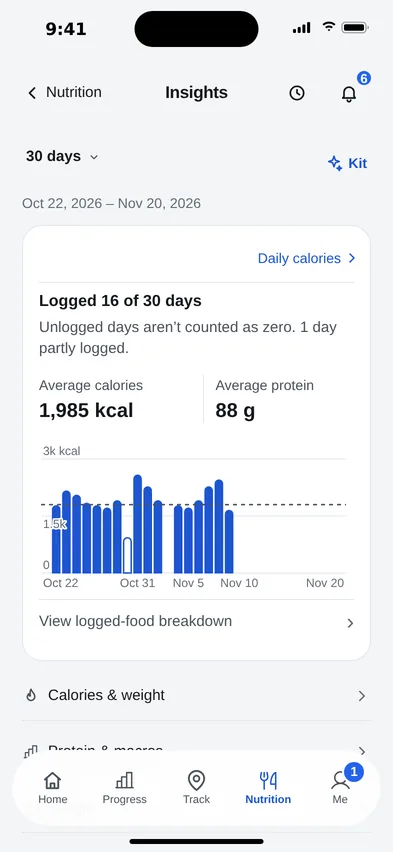 9:41
Nutrition
Insights
6
30 days
Kit
Oct 22, 2026 – Nov 20, 2026
Daily calories
Logged 16 of 30 days
Unlogged days aren’t counted as zero. 1 day
partly logged.
Average calories
Average protein
1,985 kcal
88 g
3k kcal
1.5k
0
Oct 22
Oct 31
Nov 5
Nov 10
Nov 20
View logged-food breakdown
Calories & weight
Protein & macros
1
Home
Progress
Track
Nutrition
Me